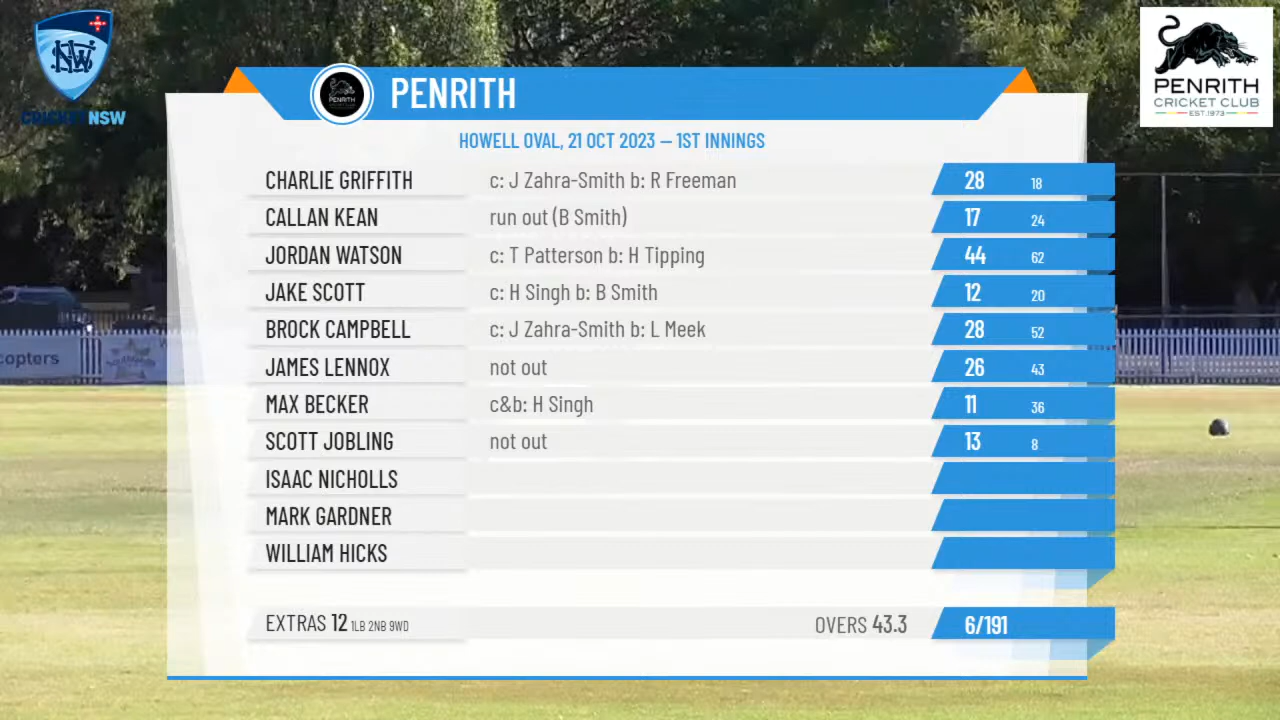 CRICKET NSW
PENRITH
PENRITH
PENRITH
CRICKET CLUB
EST.1973
HOWELL OVAL, 21 OCT 2023 – 1ST INNINGS
CHARLIE GRIFFITH c: J Zahra-Smith b: R Freeman 28 18
CALLAN KEAN run out (B Smith) 17 24
JORDAN WATSON c: T Patterson b: H Tipping 44 62
JAKE SCOTT c: H Singh b: B Smith 12 20
BROCK CAMPBELL c: J Zahra-Smith b: L Meek 28 52
JAMES LENNOX not out 26 43
MAX BECKER c&b: H Singh 11 36
SCOTT JOBLING not out 13 8
ISAAC NICHOLLS
MARK GARDNER
WILLIAM HICKS
EXTRAS 12 1LB 2NB 9WD OVERS 43.3 6/191
copters